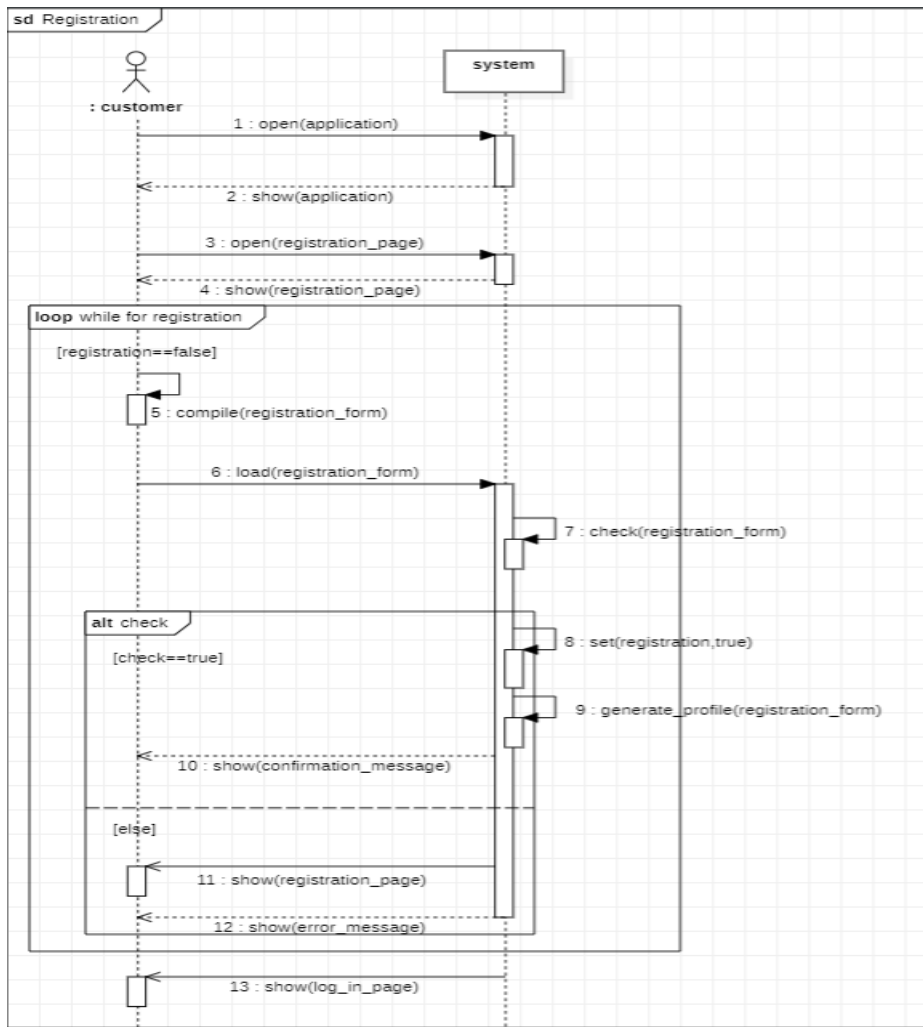 sd Registration
system
: customer
1 : open(application)
2 : show(application)
3 : open(registration_page)
4 : show(registration_page)
loop while for registration
[registration==false]
5 : compile(registration_form)
6 : load(registration_form)
7 : check(registration_form)
alt check
8 : set(registration,true)
[check==true]
9 : generate_profile(registration_form)
10 : show(confirmation_message)
[else]
11 : show(registration_page)
12 : show(error_message)
13 : show(log_in_page)